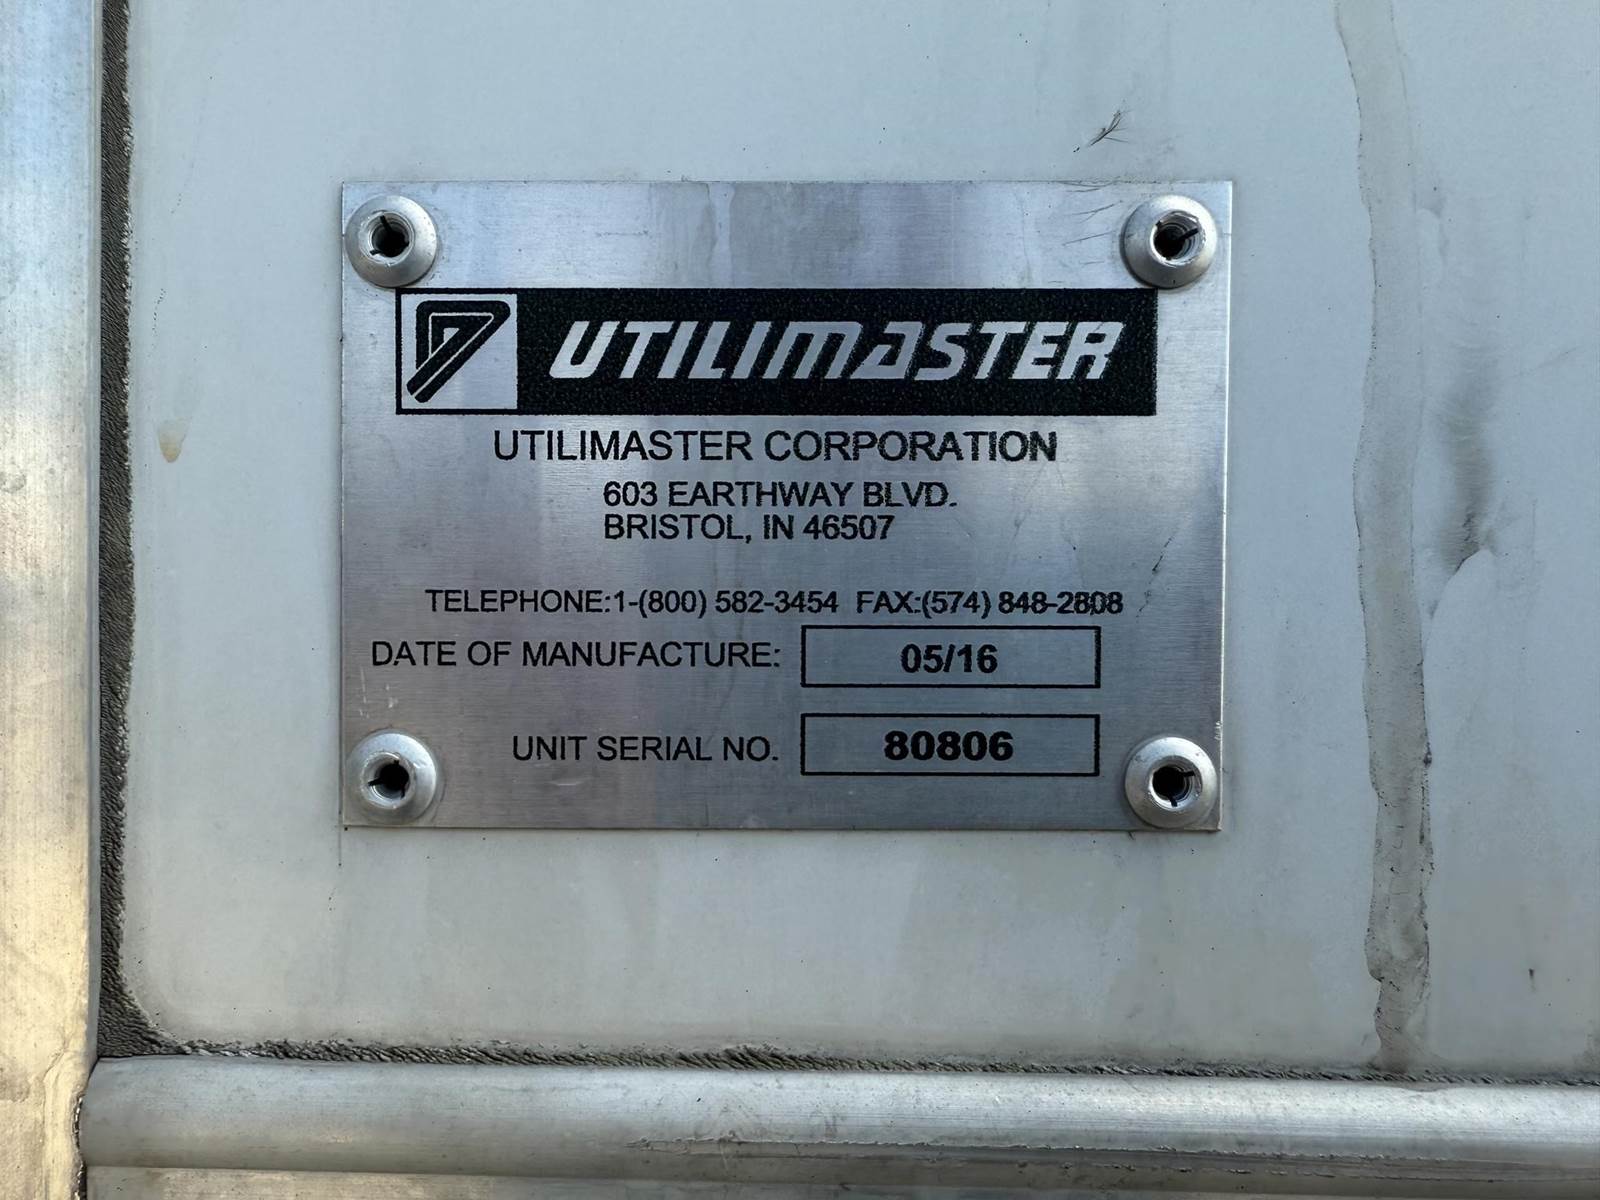 UTILIMASTER
UTILIMASTER CORPORATION
603 EARTHWAY BLVD.
BRISTOL, IN 46507
TELEPHONE:1-(800) 582-3454 FAX:(574) 848-2808
DATE OF MANUFACTURE: 05/16
UNIT SERIAL NO. 80806